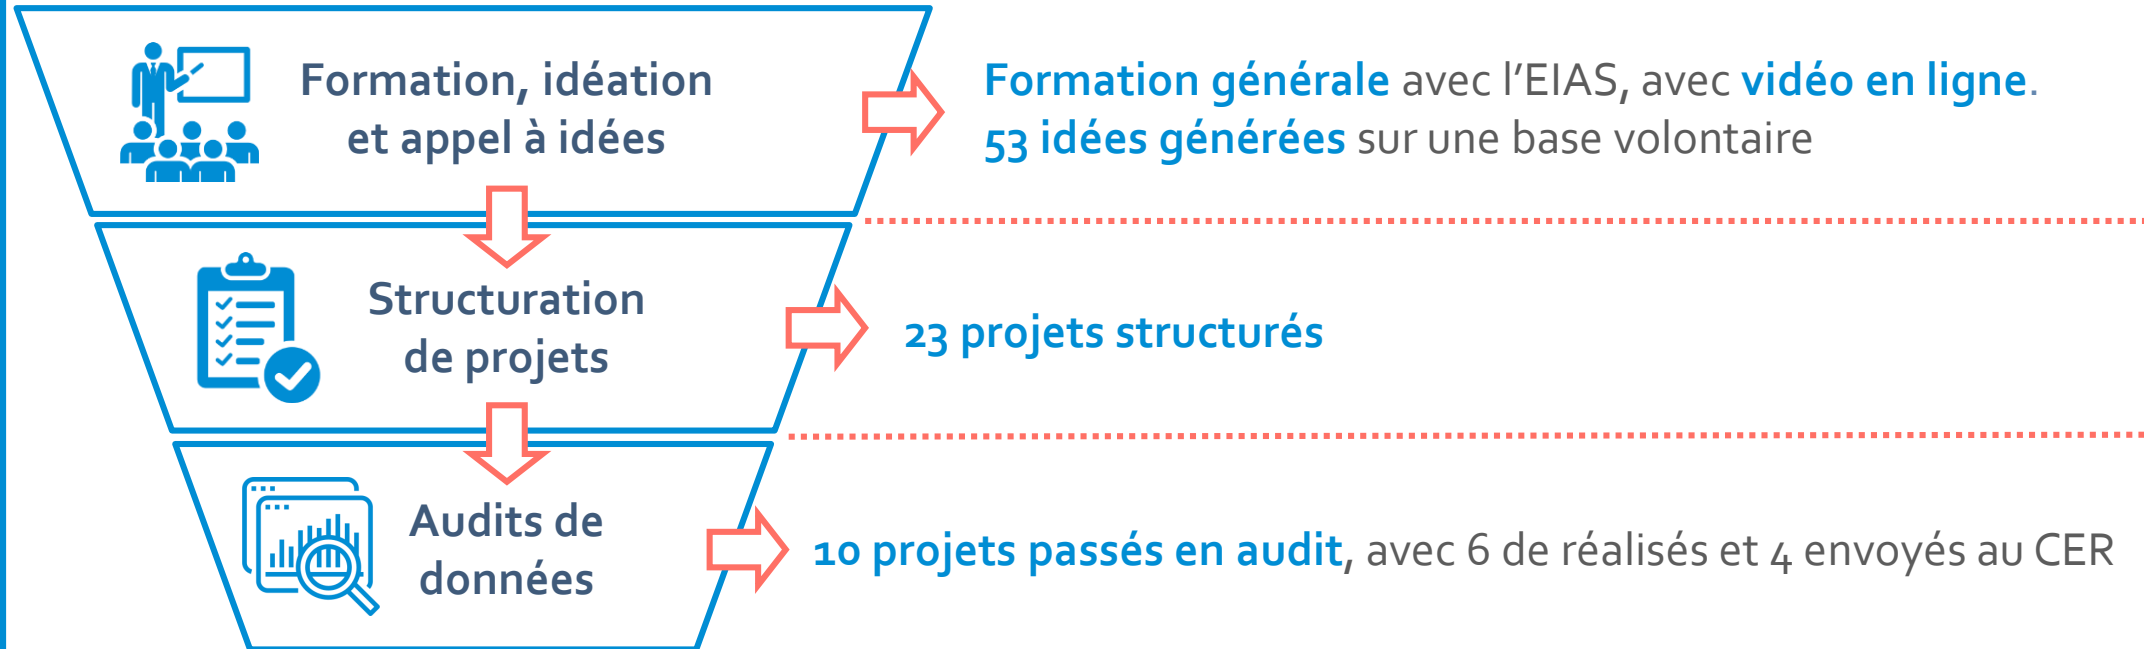 Formation, idéation
et appel à idées
Formation générale avec l’EIAS, avec vidéo en ligne.
53 idées générées sur une base volontaire
Structuration
de projets
23 projets structurés
Audits de
données
10 projets passés en audit, avec 6 de réalisés et 4 envoyés au CER